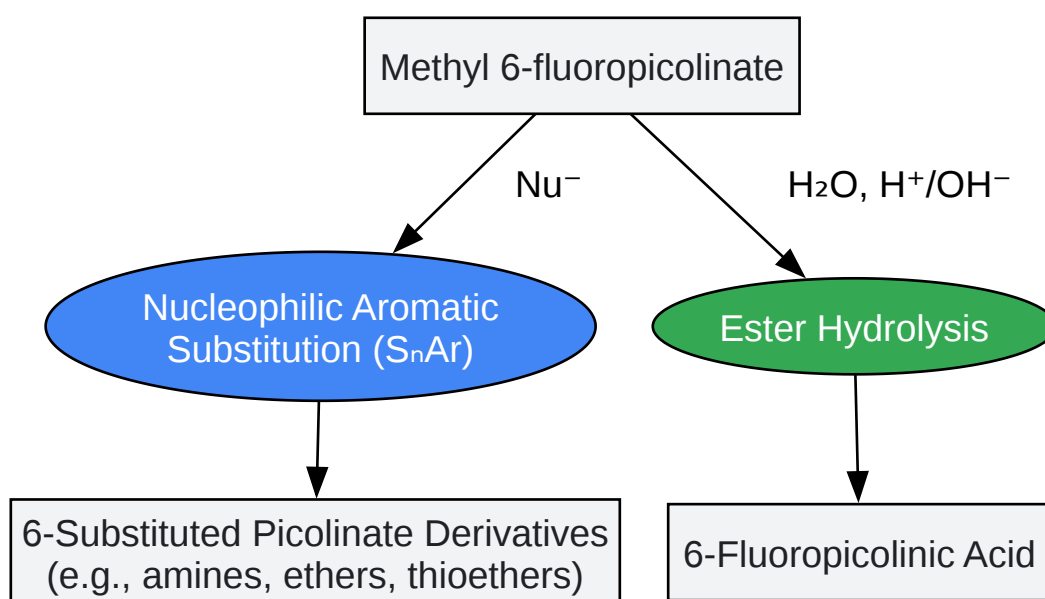 Methyl 6-fluoropicolinate
Nu⁻
H₂O, H⁺/OH⁻
Nucleophilic Aromatic
Substitution (SₙAr)
Ester Hydrolysis
6-Substituted Picolinate Derivatives
(e.g., amines, ethers, thioethers)
6-Fluoropicolinic Acid